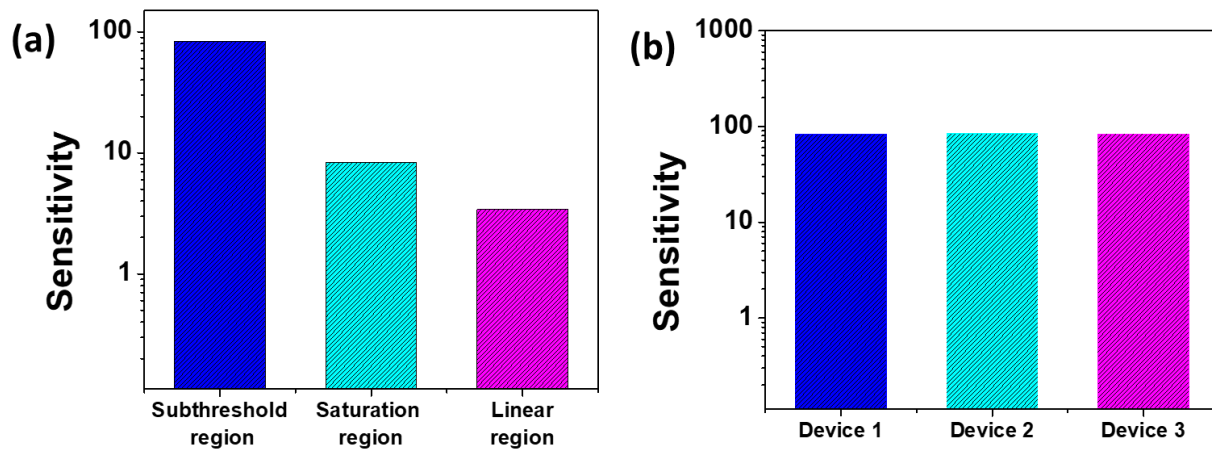 (a)
Sensitivity
100
10
1
Subthreshold region
Saturation region
Linear region
(b)
Sensitivity
1000
100
10
1
Device 1
Device 2
Device 3